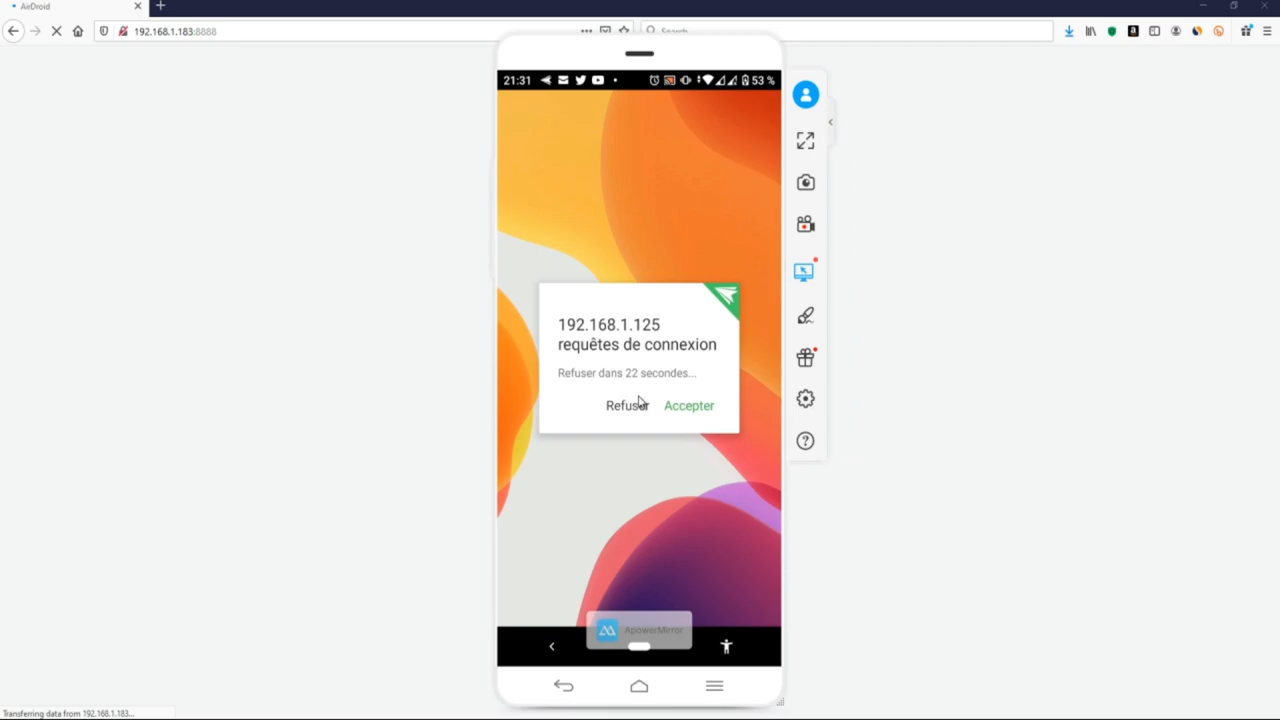 AirDroid
192.168.1.183:8888
Search
21:31
53 %
192.168.1.125
requêtes de connexion
Refuser dans 22 secondes...
Refuser Accepter
ApowerMirror
Transferring data from 192.168.1.183...